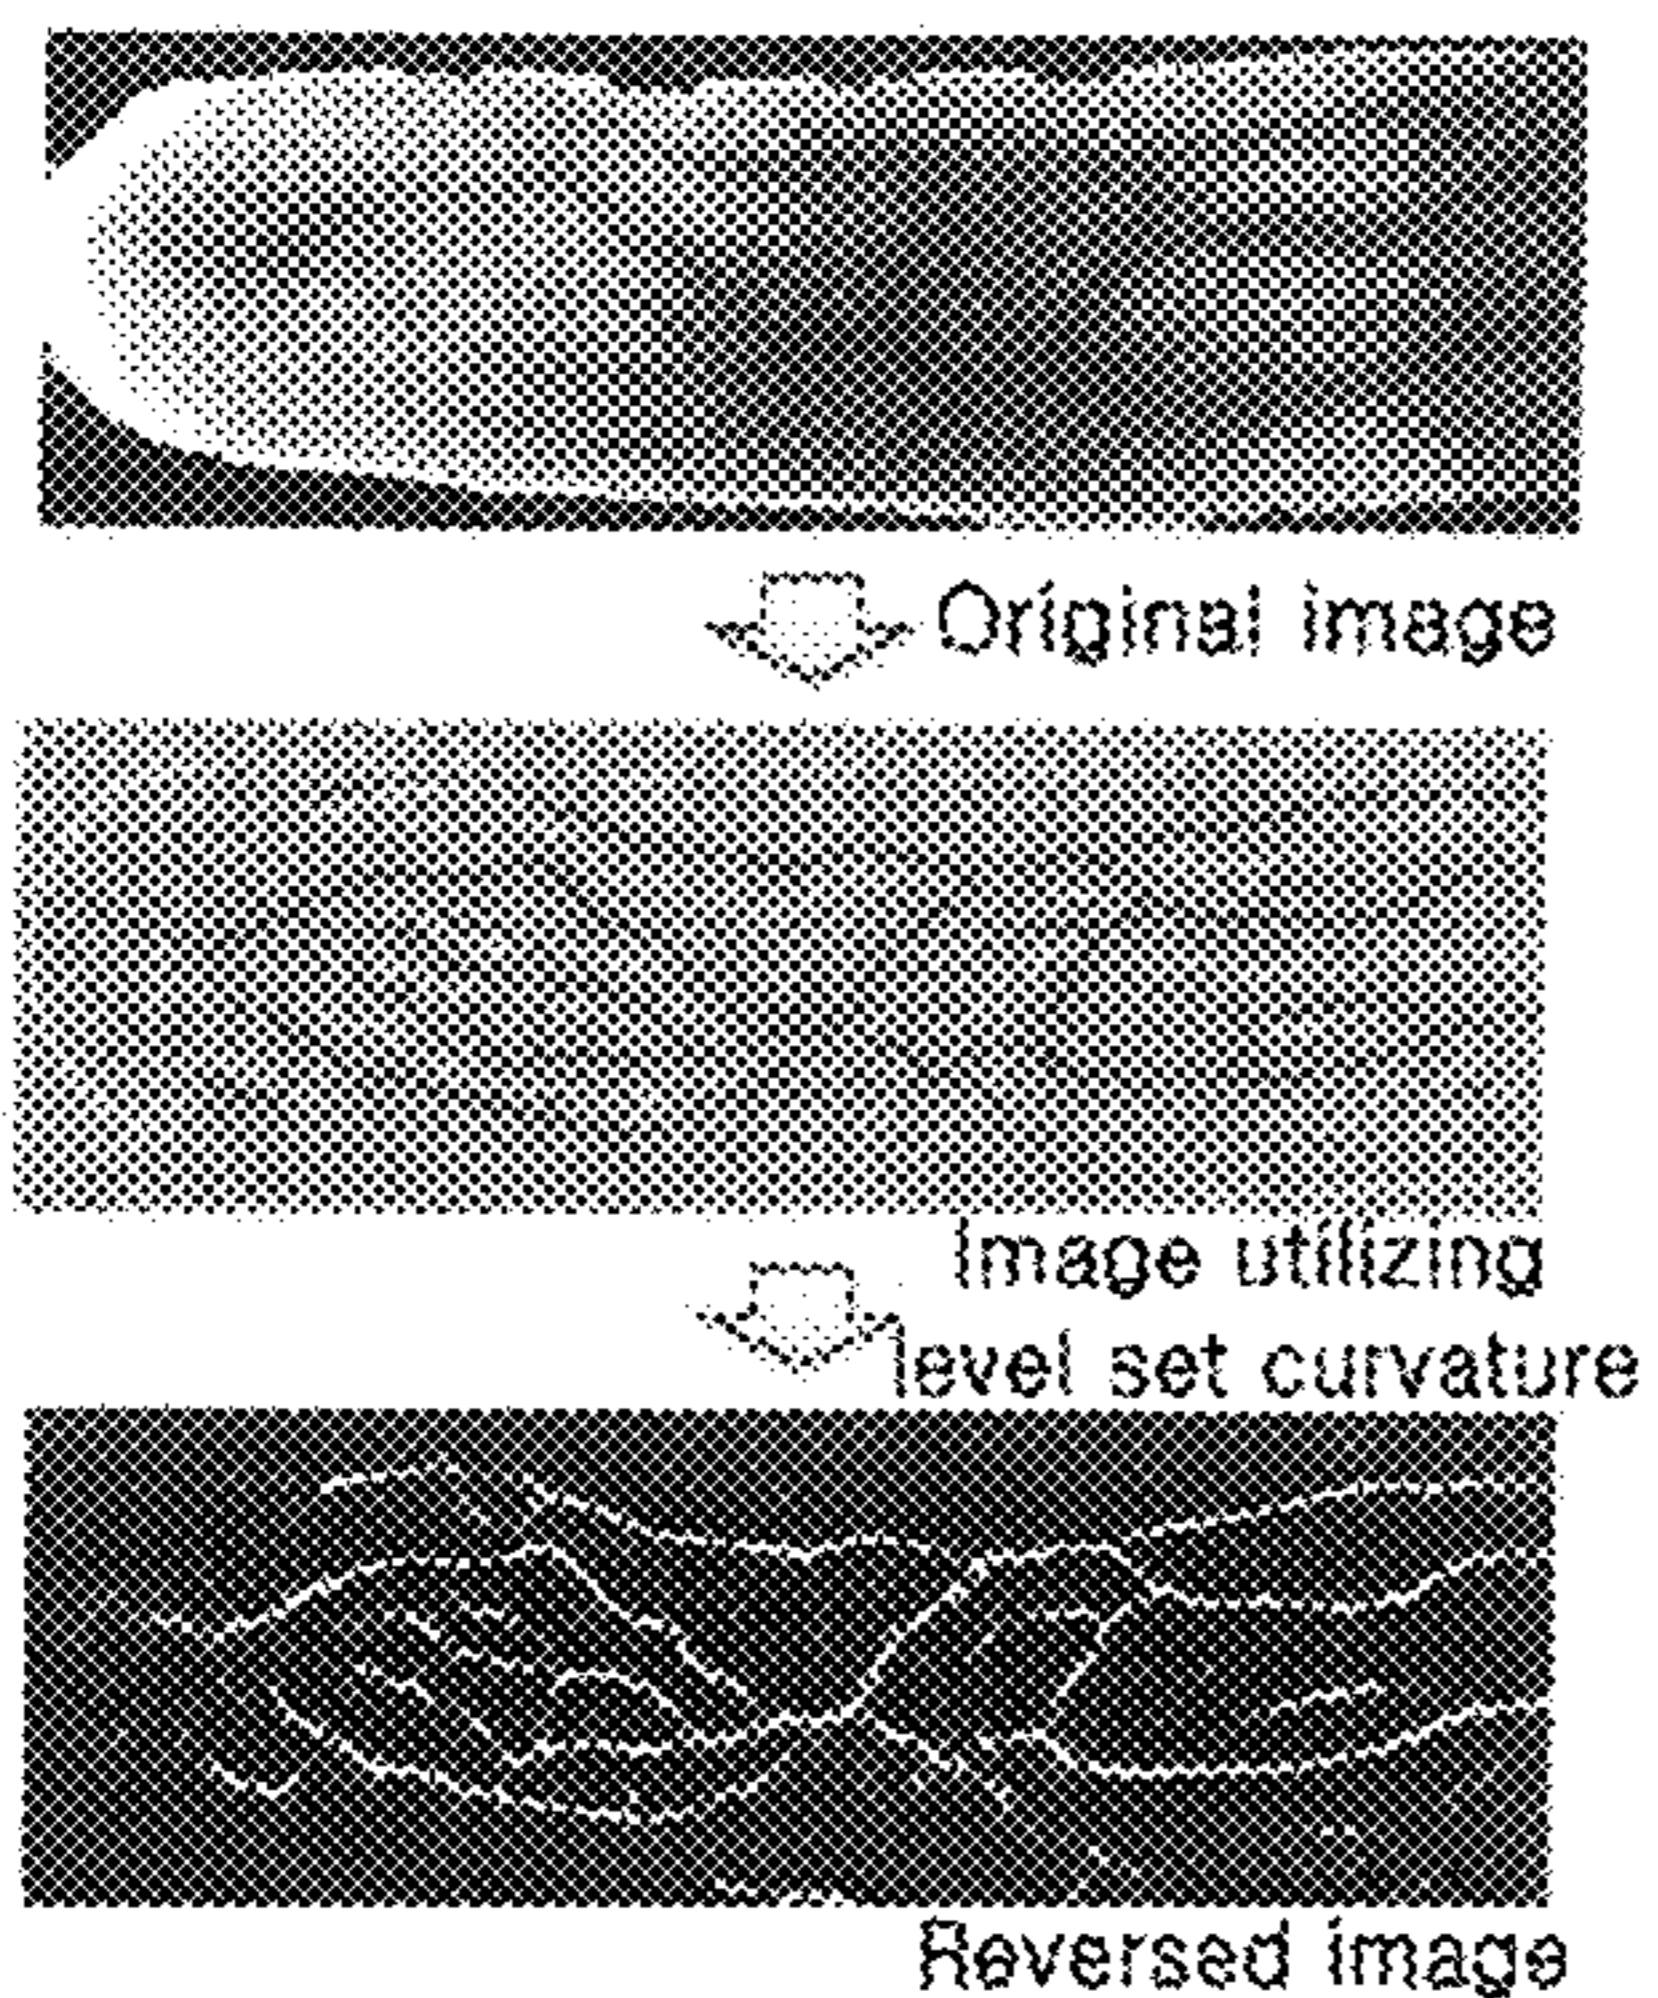 Original image
Image utilizing
level set curvature
Reversed image